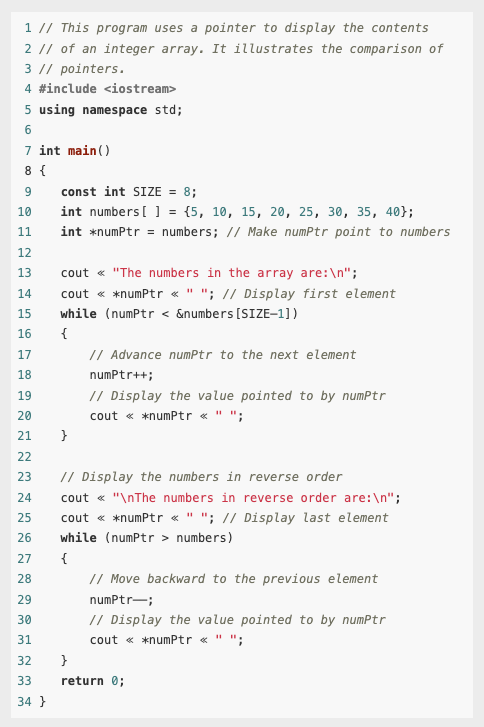 1 // This program uses a pointer to display the contents
2 // of an integer array. It illustrates the comparison of
3 // pointers.
4 #include <iostream>
5 using namespace std;
6
7 int main()
8 {
9    const int SIZE = 8;
10    int numbers[ ] = {5, 10, 15, 20, 25, 30, 35, 40};
11    int *numPtr = numbers; // Make numPtr point to numbers
12
13    cout « "The numbers in the array are:\n";
14    cout « *numPtr « " "; // Display first element
15    while (numPtr < &numbers[SIZE–1])
16    {
17        // Advance numPtr to the next element
18        numPtr++;
19        // Display the value pointed to by numPtr
20        cout « *numPtr « " ";
21    }
22
23    // Display the numbers in reverse order
24    cout « "\nThe numbers in reverse order are:\n";
25    cout « *numPtr « " "; // Display last element
26    while (numPtr > numbers)
27    {
28        // Move backward to the previous element
29        numPtr––;
30        // Display the value pointed to by numPtr
31        cout « *numPtr « " ";
32    }
33    return 0;
34 }